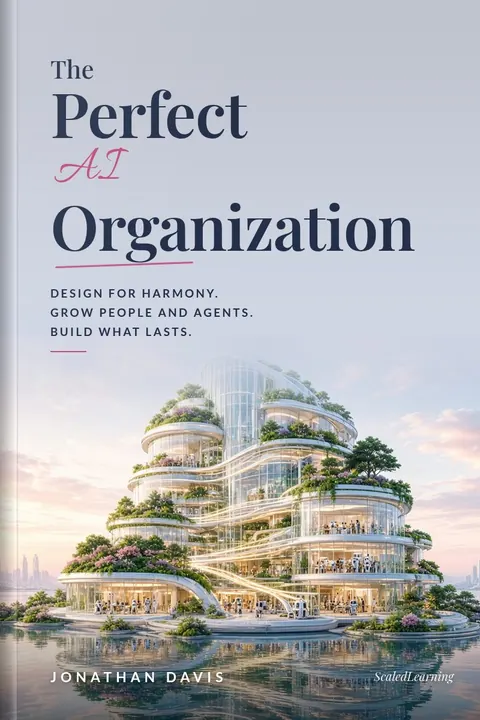 The
Perfect
AI
Organization
DESIGN FOR HARMONY.
GROW PEOPLE AND AGENTS.
BUILD WHAT LASTS.
JONATHAN DAVIS
ScaledLearning